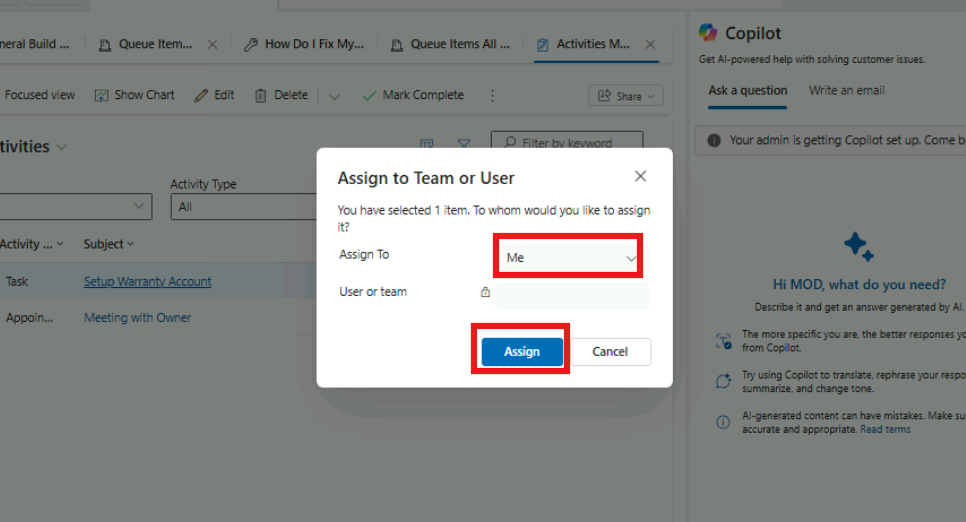 neral Build ...
Queue Item...
How Do I Fix My...
Queue Items All ...
Activities M...
Focused view
Show Chart
Edit
Delete
Mark Complete
Share
tivities
Filter by keyword
Activity Type
All
Activity ...
Subject
Task
Setup Warranty Account
Appoin...
Meeting with Owner
Assign to Team or User
You have selected 1 item. To whom would you like to assign
it?
Assign To
Me
User or team
Assign
Cancel
Copilot
Get AI-powered help with solving customer issues.
Ask a question
Write an email
Your admin is getting Copilot set up. Come b
Hi MOD, what do you need?
Describe it and get an answer generated by AI.
The more specific you are, the better responses yo
from Copilot.
Try using Copilot to translate, rephrase your respo
summarize, and change tone.
AI-generated content can have mistakes. Make su
accurate and appropriate. Read terms